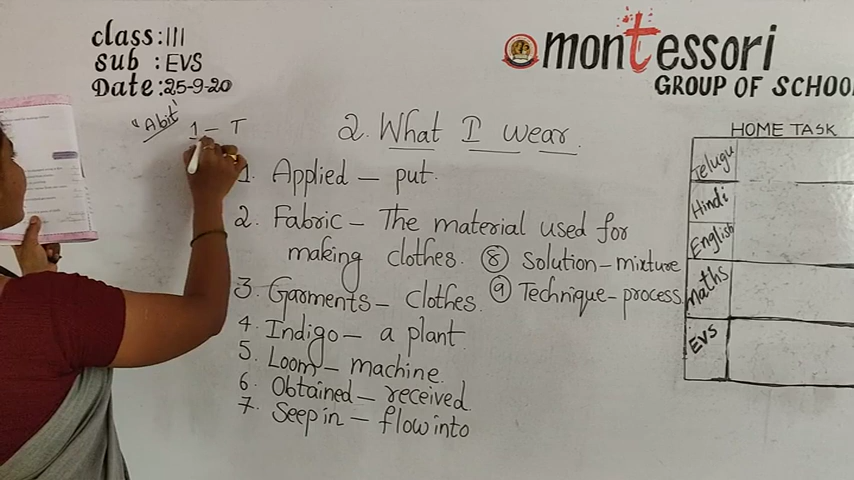 class:III
sub : EVS
Date:25-9-20
montessori
GROUP OF SCHOO
"Abit"
1 – T
2. What I wear.
HOME TASK
1. Applied – put.
2. Fabric – The material used for
making clothes.
3. Garments – clothes.
4. Indigo – a plant.
5. Loom – machine.
6. Obtained – received
7. Seep in – flow into
⑧ Solution – mixture
⑨ Technique – process.
Telugu
Hindi
English
Maths
EVS